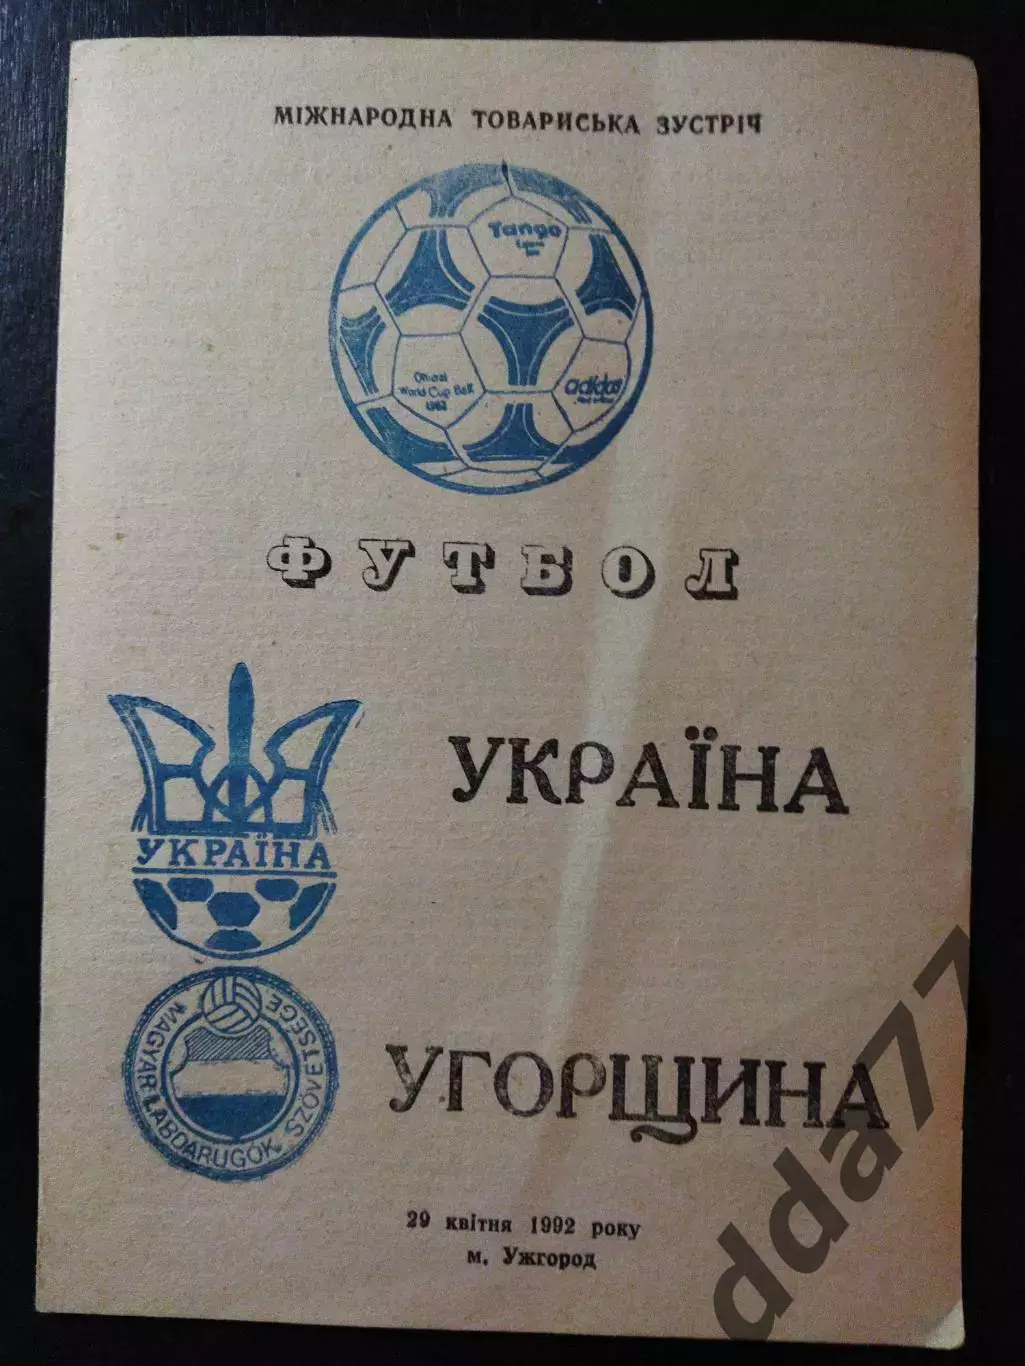 МІЖНАРОДНА ТОВАРИСЬКА ЗУСТРІЧ
Tango
Official
World Cup Ball
1982
adidas
ФУТБОЛ
УКРАЇНА
УКРАЇНА
MAGYAR LABDARUGÓK SZÖVETSÉGE
УГОРЩИНА
29 квітня 1992 року
м. Ужгород
dda77